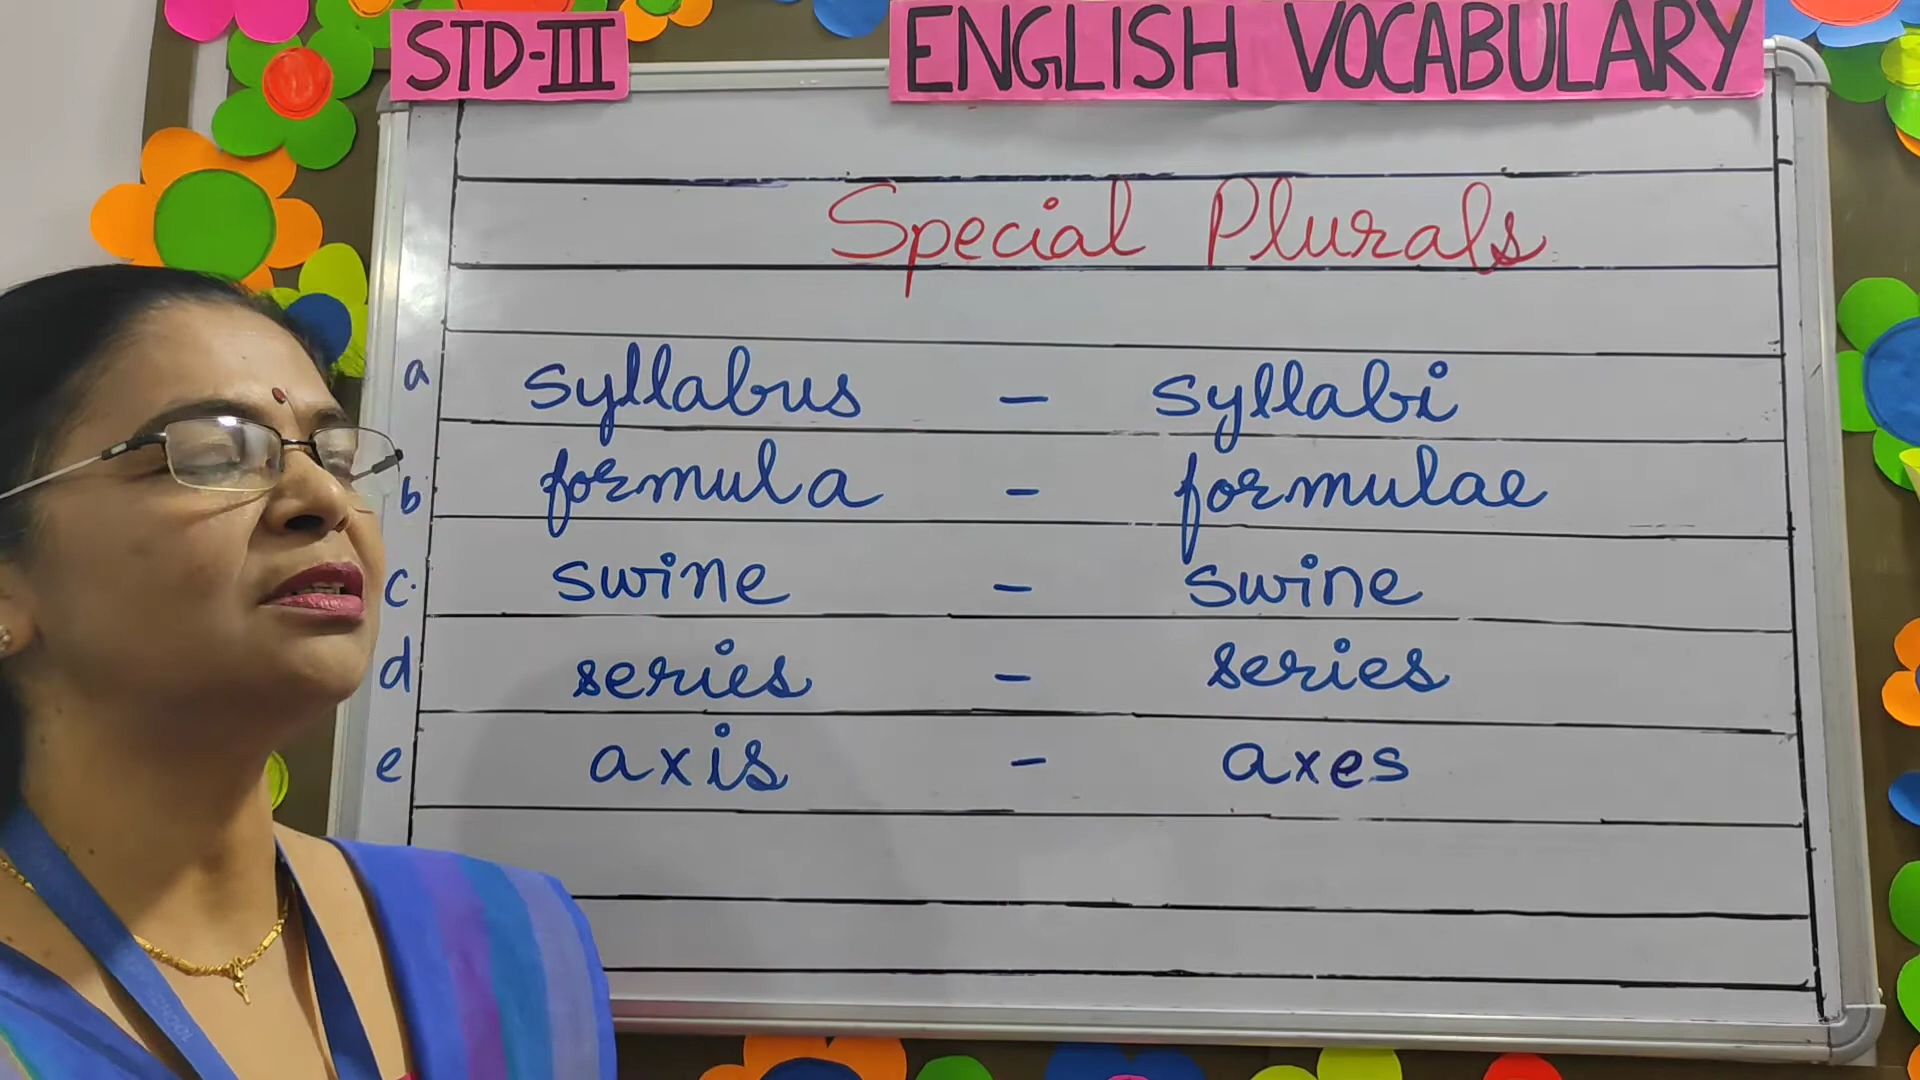 STD-III
ENGLISH VOCABULARY
Special Plurals
a syllabus - syllabi
b formula - formulae
c. swine - swine
d series - series
e axis - axes